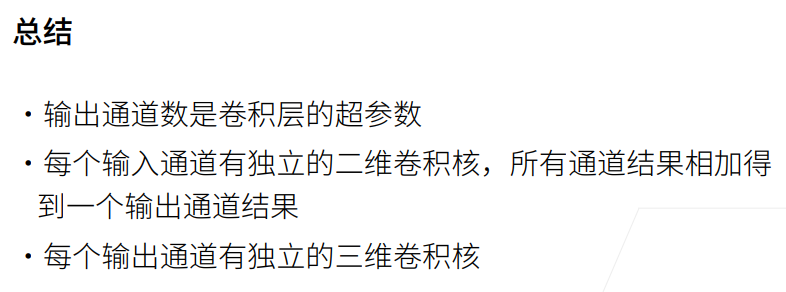 总结
• 输出通道数是卷积层的超参数
• 每个输入通道有独立的二维卷积核，所有通道结果相加得
到一个输出通道结果
• 每个输出通道有独立的三维卷积核